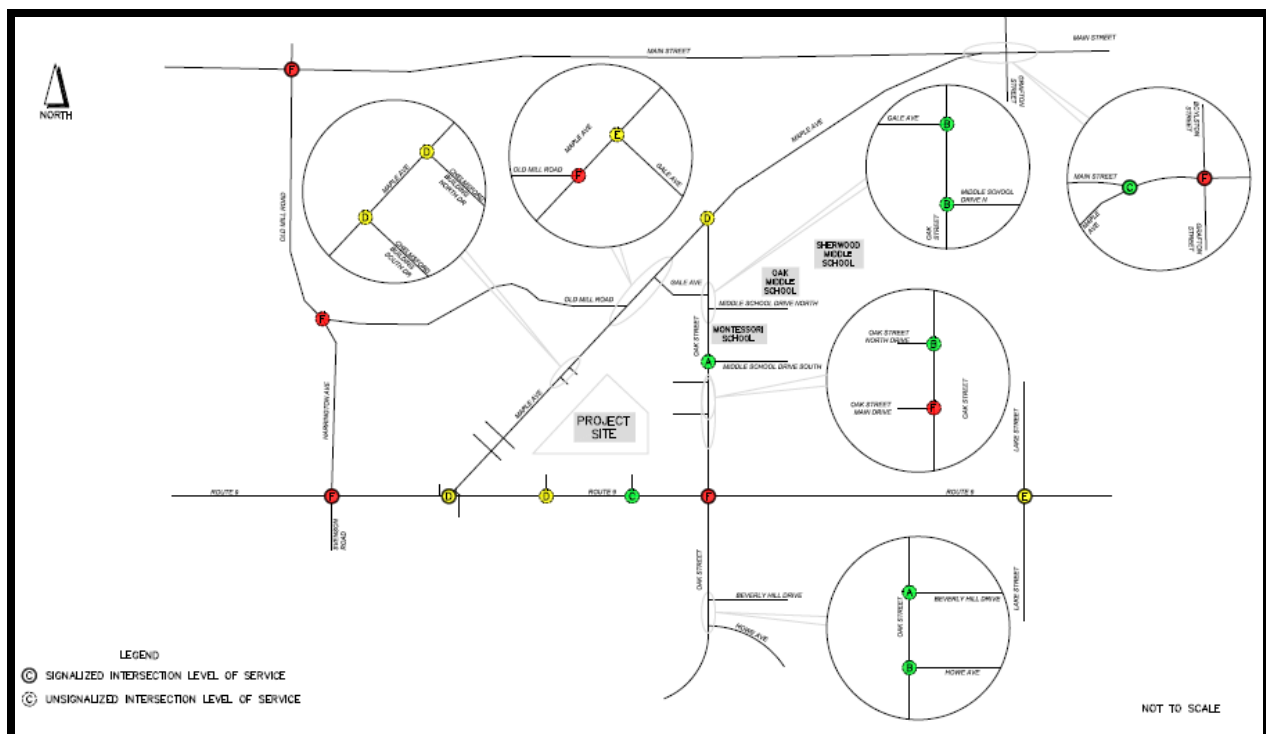 MAIN STREET
MAIN STREET
F
NORTH
GRAFTON
STREET
OLD MILL ROAD
MAPLE AVE
D
MAPLE AVE
CHELMSFORD
BUILDING
NORTH DR
D
CHELMSFORD
BUILDING
SOUTH DR
MAPLE AVE
E
OLD MILL ROAD
F
GALE AVE
GALE AVE
B
B
MIDDLE SCHOOL
DRIVE N
OAK
STREET
BOYLSTON
STREET
MAIN STREET
C
F
MAPLE
AVE
GRAFTON
STREET
D
SHERWOOD
MIDDLE
SCHOOL
OAK
MIDDLE
SCHOOL
GALE AVE
OLD MILL ROAD
MIDDLE SCHOOL DRIVE NORTH
F
OAK STREET
MONTESSORI
SCHOOL
A
MIDDLE SCHOOL DRIVE SOUTH
OAK STREET
NORTH DRIVE
B
OAK STREET
MAIN DRIVE
F
OAK STREET
HARRINGTON AVE
MAPLE AVE
PROJECT
SITE
LAKE STREET
ROUTE 9
F
D
D
ROUTE 9
C
F
ROUTE 9
E
SWANSON
ROAD
OAK STREET
BEVERLY HILL DRIVE
HOWE AVE
A
BEVERLY HILL DRIVE
OAK STREET
B
HOWE AVE
LAKE STREET
LEGEND
C SIGNALIZED INTERSECTION LEVEL OF SERVICE
C UNSIGNALIZED INTERSECTION LEVEL OF SERVICE
NOT TO SCALE